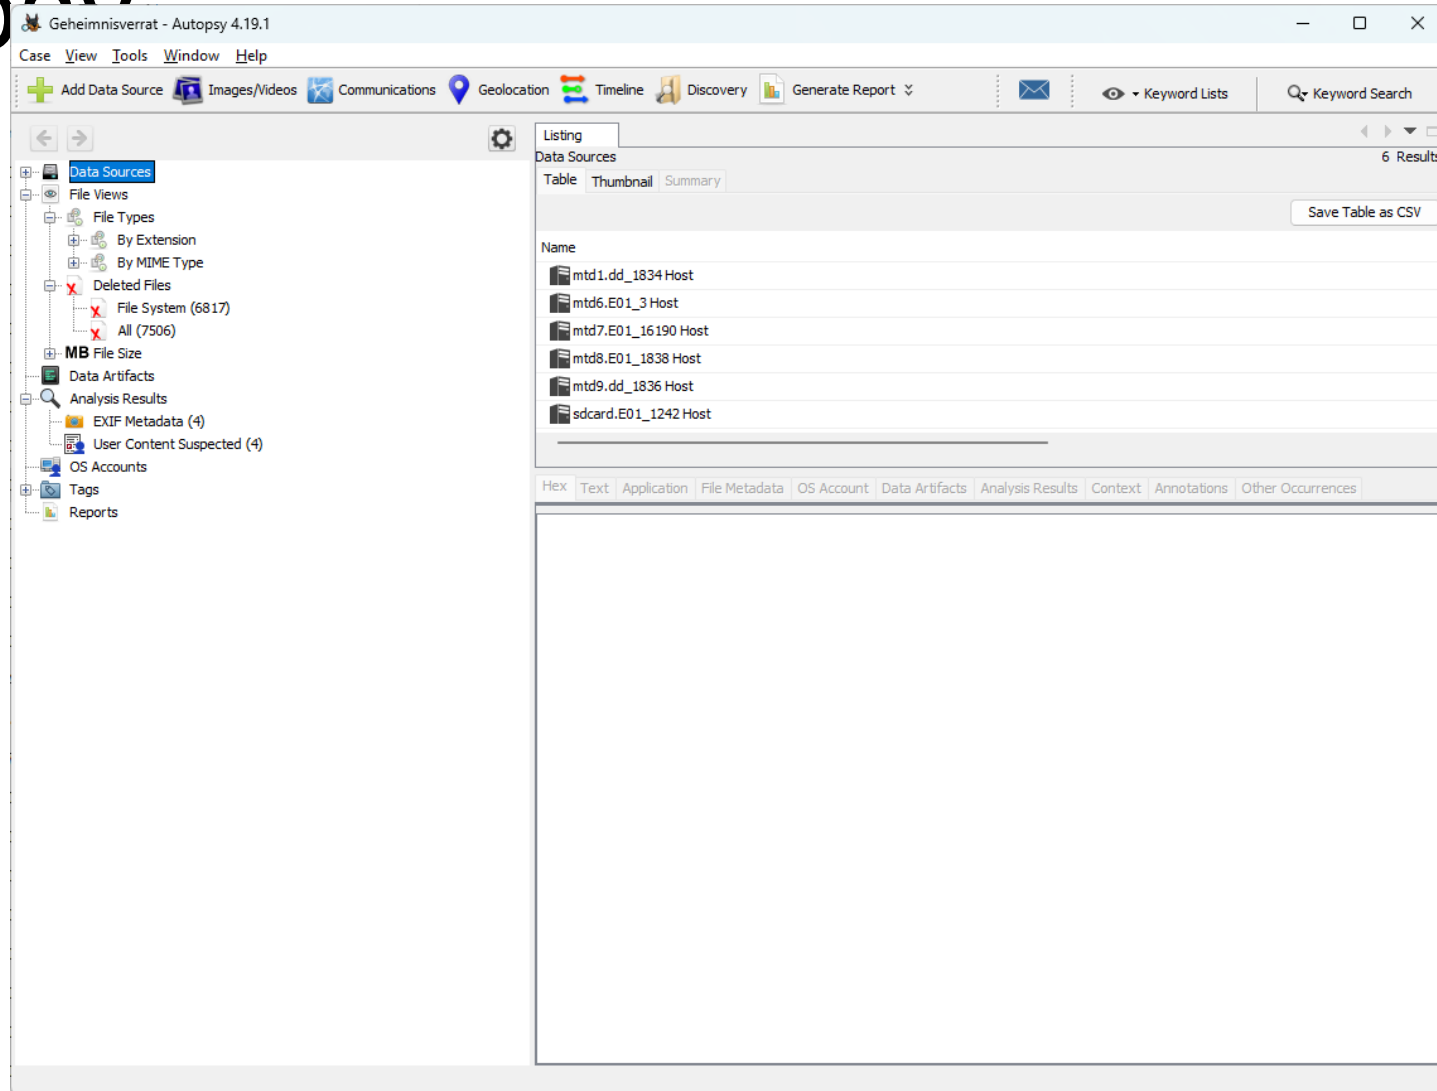 Geheimnisverrat - Autopsy 4.19.1
Case View Tools Window Help
Add Data Source Images/Videos Communications Geolocation Timeline Discovery Generate Report Keyword Lists Keyword Search
Listing
Data Sources
6 Results
Table Thumbnail Summary
Save Table as CSV
Name
mtd1.dd_1834 Host
mtd6.E01_3 Host
mtd7.E01_16190 Host
mtd8.E01_1838 Host
mtd9.dd_1836 Host
sdcard.E01_1242 Host
Hex Text Application File Metadata OS Account Data Artifacts Analysis Results Context Annotations Other Occurrences
Data Sources
File Views
File Types
By Extension
By MIME Type
Deleted Files
File System (6817)
All (7506)
MB File Size
Data Artifacts
Analysis Results
EXIF Metadata (4)
User Content Suspected (4)
OS Accounts
Tags
Reports